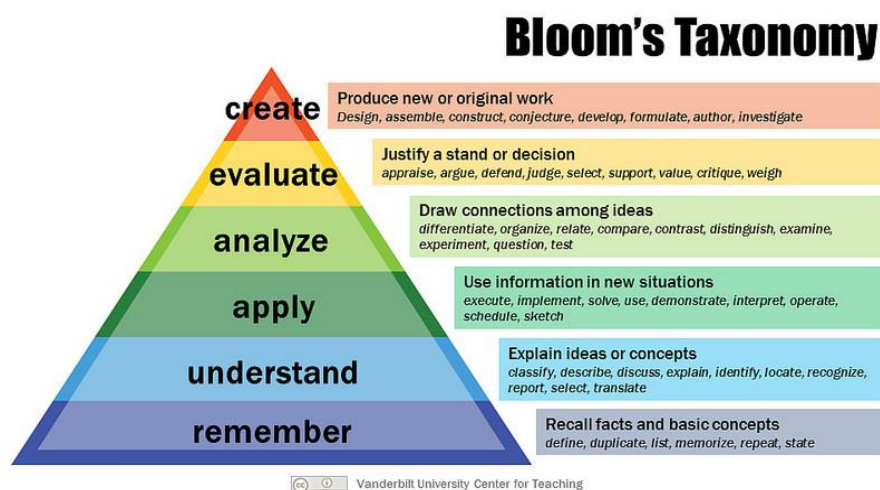 Bloom's Taxonomy
create
Produce new or original work
Design, assemble, construct, conjecture, develop, formulate, author, investigate
evaluate
Justify a stand or decision
appraise, argue, defend, judge, select, support, value, critique, weigh
analyze
Draw connections among ideas
differentiate, organize, relate, compare, contrast, distinguish, examine,
experiment, question, test
apply
Use information in new situations
execute, implement, solve, use, demonstrate, interpret, operate,
schedule, sketch
understand
Explain ideas or concepts
classify, describe, discuss, explain, identify, locate, recognize,
report, select, translate
remember
Recall facts and basic concepts
define, duplicate, list, memorize, repeat, state
cc Vanderbilt University Center for Teaching